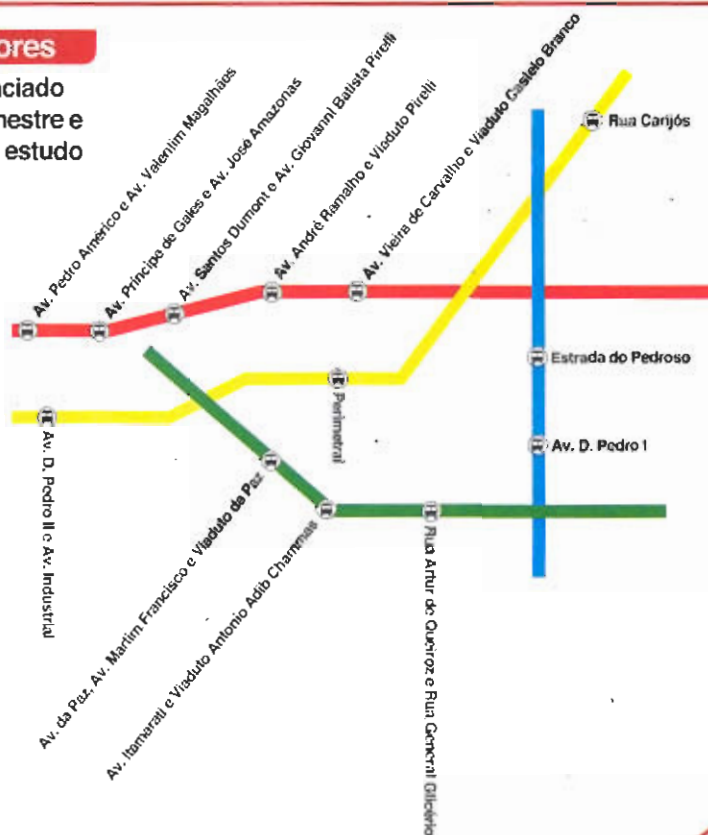 ores
ciado
nestre e
estudo
Av. Pedro Américo e Av. Valentim Magalhães
Av. Príncipe de Gales e Av. José Amazonas
Av. Santos Dumont e Av. Giovanni Batista Pirelli
Av. André Ramalho e Viaduto Pirelli
Av. Vieira de Carvalho e Viaduto Castelo Branco
Rua Carijós
Estrada do Pedroso
Av. D. Pedro I
Perimetral
Av. D. Pedro II e Av. Industrial
Av. da Paz, Av. Martim Francisco e Viaduto da Paz
Av. Itamarati e Viaduto Antonio Adib Chammas
Rua Artur de Queiroz e Rua General Glicério